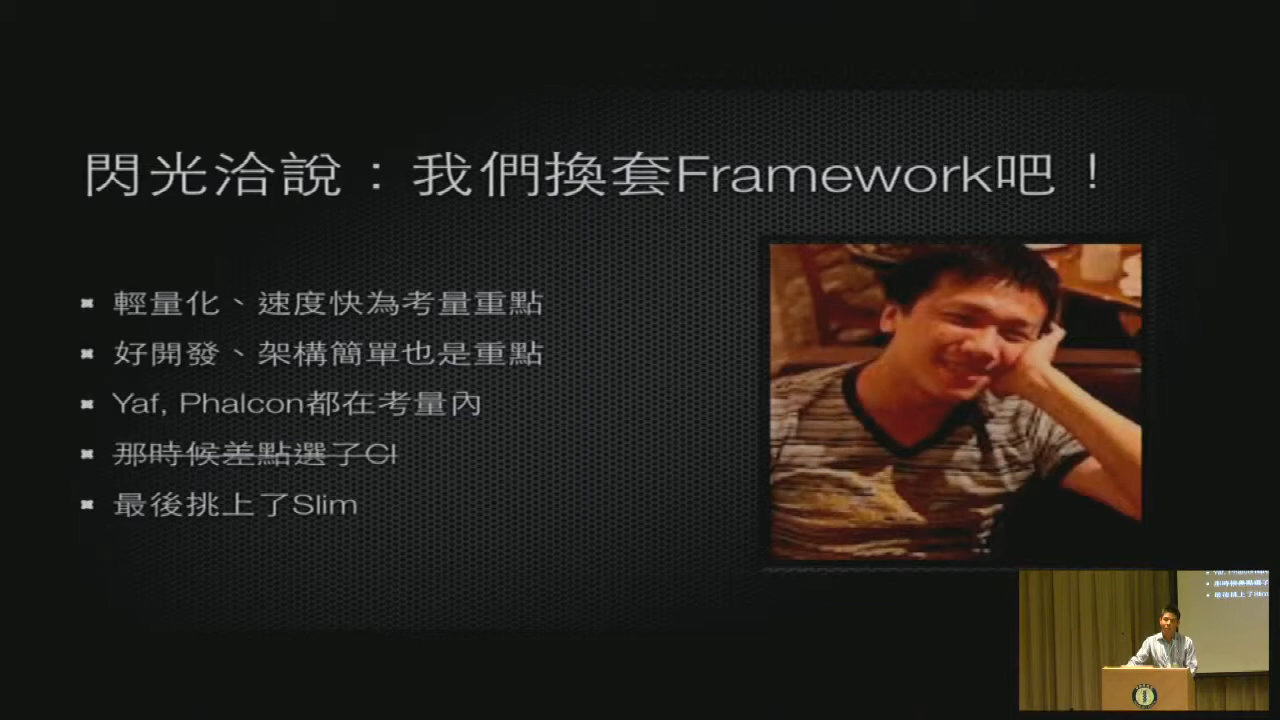 閃光洽說：我們換套Framework吧！
輕量化、速度快為考量重點
好開發、架構簡單也是重點
Yaf, Phalcon都在考量內
那時候差點選了CI
最後挑上了Slim